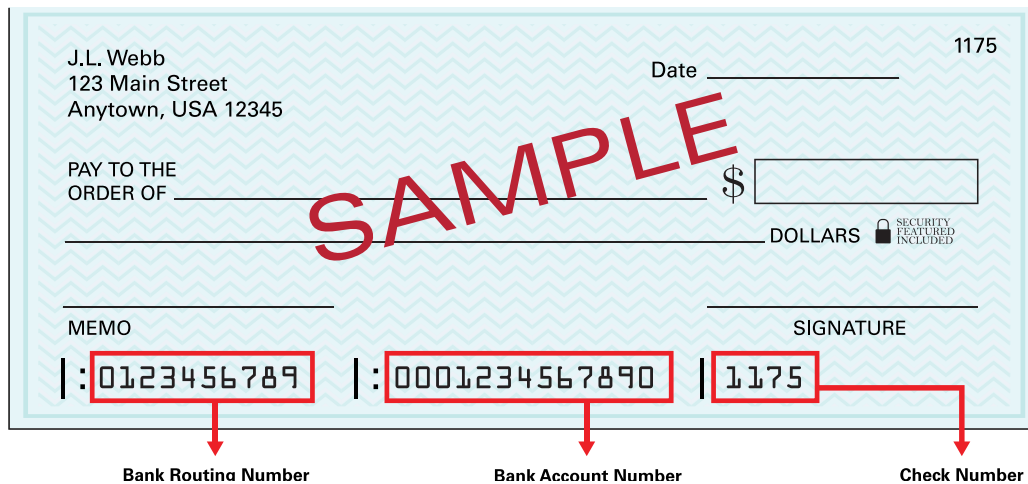 1175
J.L. Webb
Date
123 Main Street
Anytown, USA 12345
SAMPLE
PAY TO THE
ORDER OF
$
DOLLARS
SECURITY
FEATURED
INCLUDED
MEMO
SIGNATURE
|:0123456789 |:0001234567890 |1175
Bank Routing Number Bank Account Number Check Number